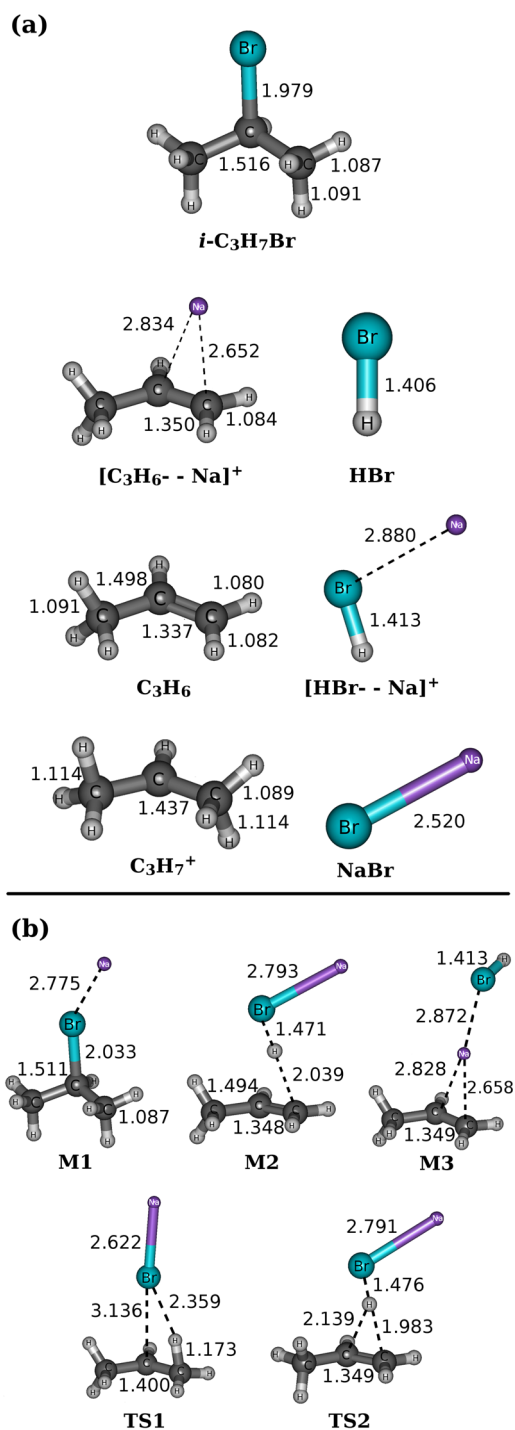 (a)
Br
1.979
H C H
H C 1.516 H C 1.087
H H 1.091
i-C3H7Br
Na
2.834
2.652
H H C H
C 1.350 C 1.084
H H H
[C3H6- - Na]+
Br
1.406
H
HBr
H 1.498 H 1.080
1.091 C C C H
H H 1.337 H 1.082
C3H6
Na
2.880
Br
1.413
H
[HBr- - Na]+
H H H
1.114 C C C 1.089
H H 1.437 H H 1.114
C3H7+
Na
Br 2.520
NaBr
(b)
Na
2.775
Br
2.033
1.511 C H
H H C C H 1.087
H H
M1
2.793 Na
Br
1.471
H
2.039
H 1.494 H
C C C H
H H 1.348 H
M2
1.413 H
Br
2.872
Na
2.828
2.658
H H C
C C H
H H 1.349 H
M3
Na
2.622
Br
3.136 2.359
H H H 1.173
C C C
H H 1.400 H H
TS1
2.791 Na
Br
1.476
H
2.139 1.983
H H C
C C H
H H 1.349 H
TS2